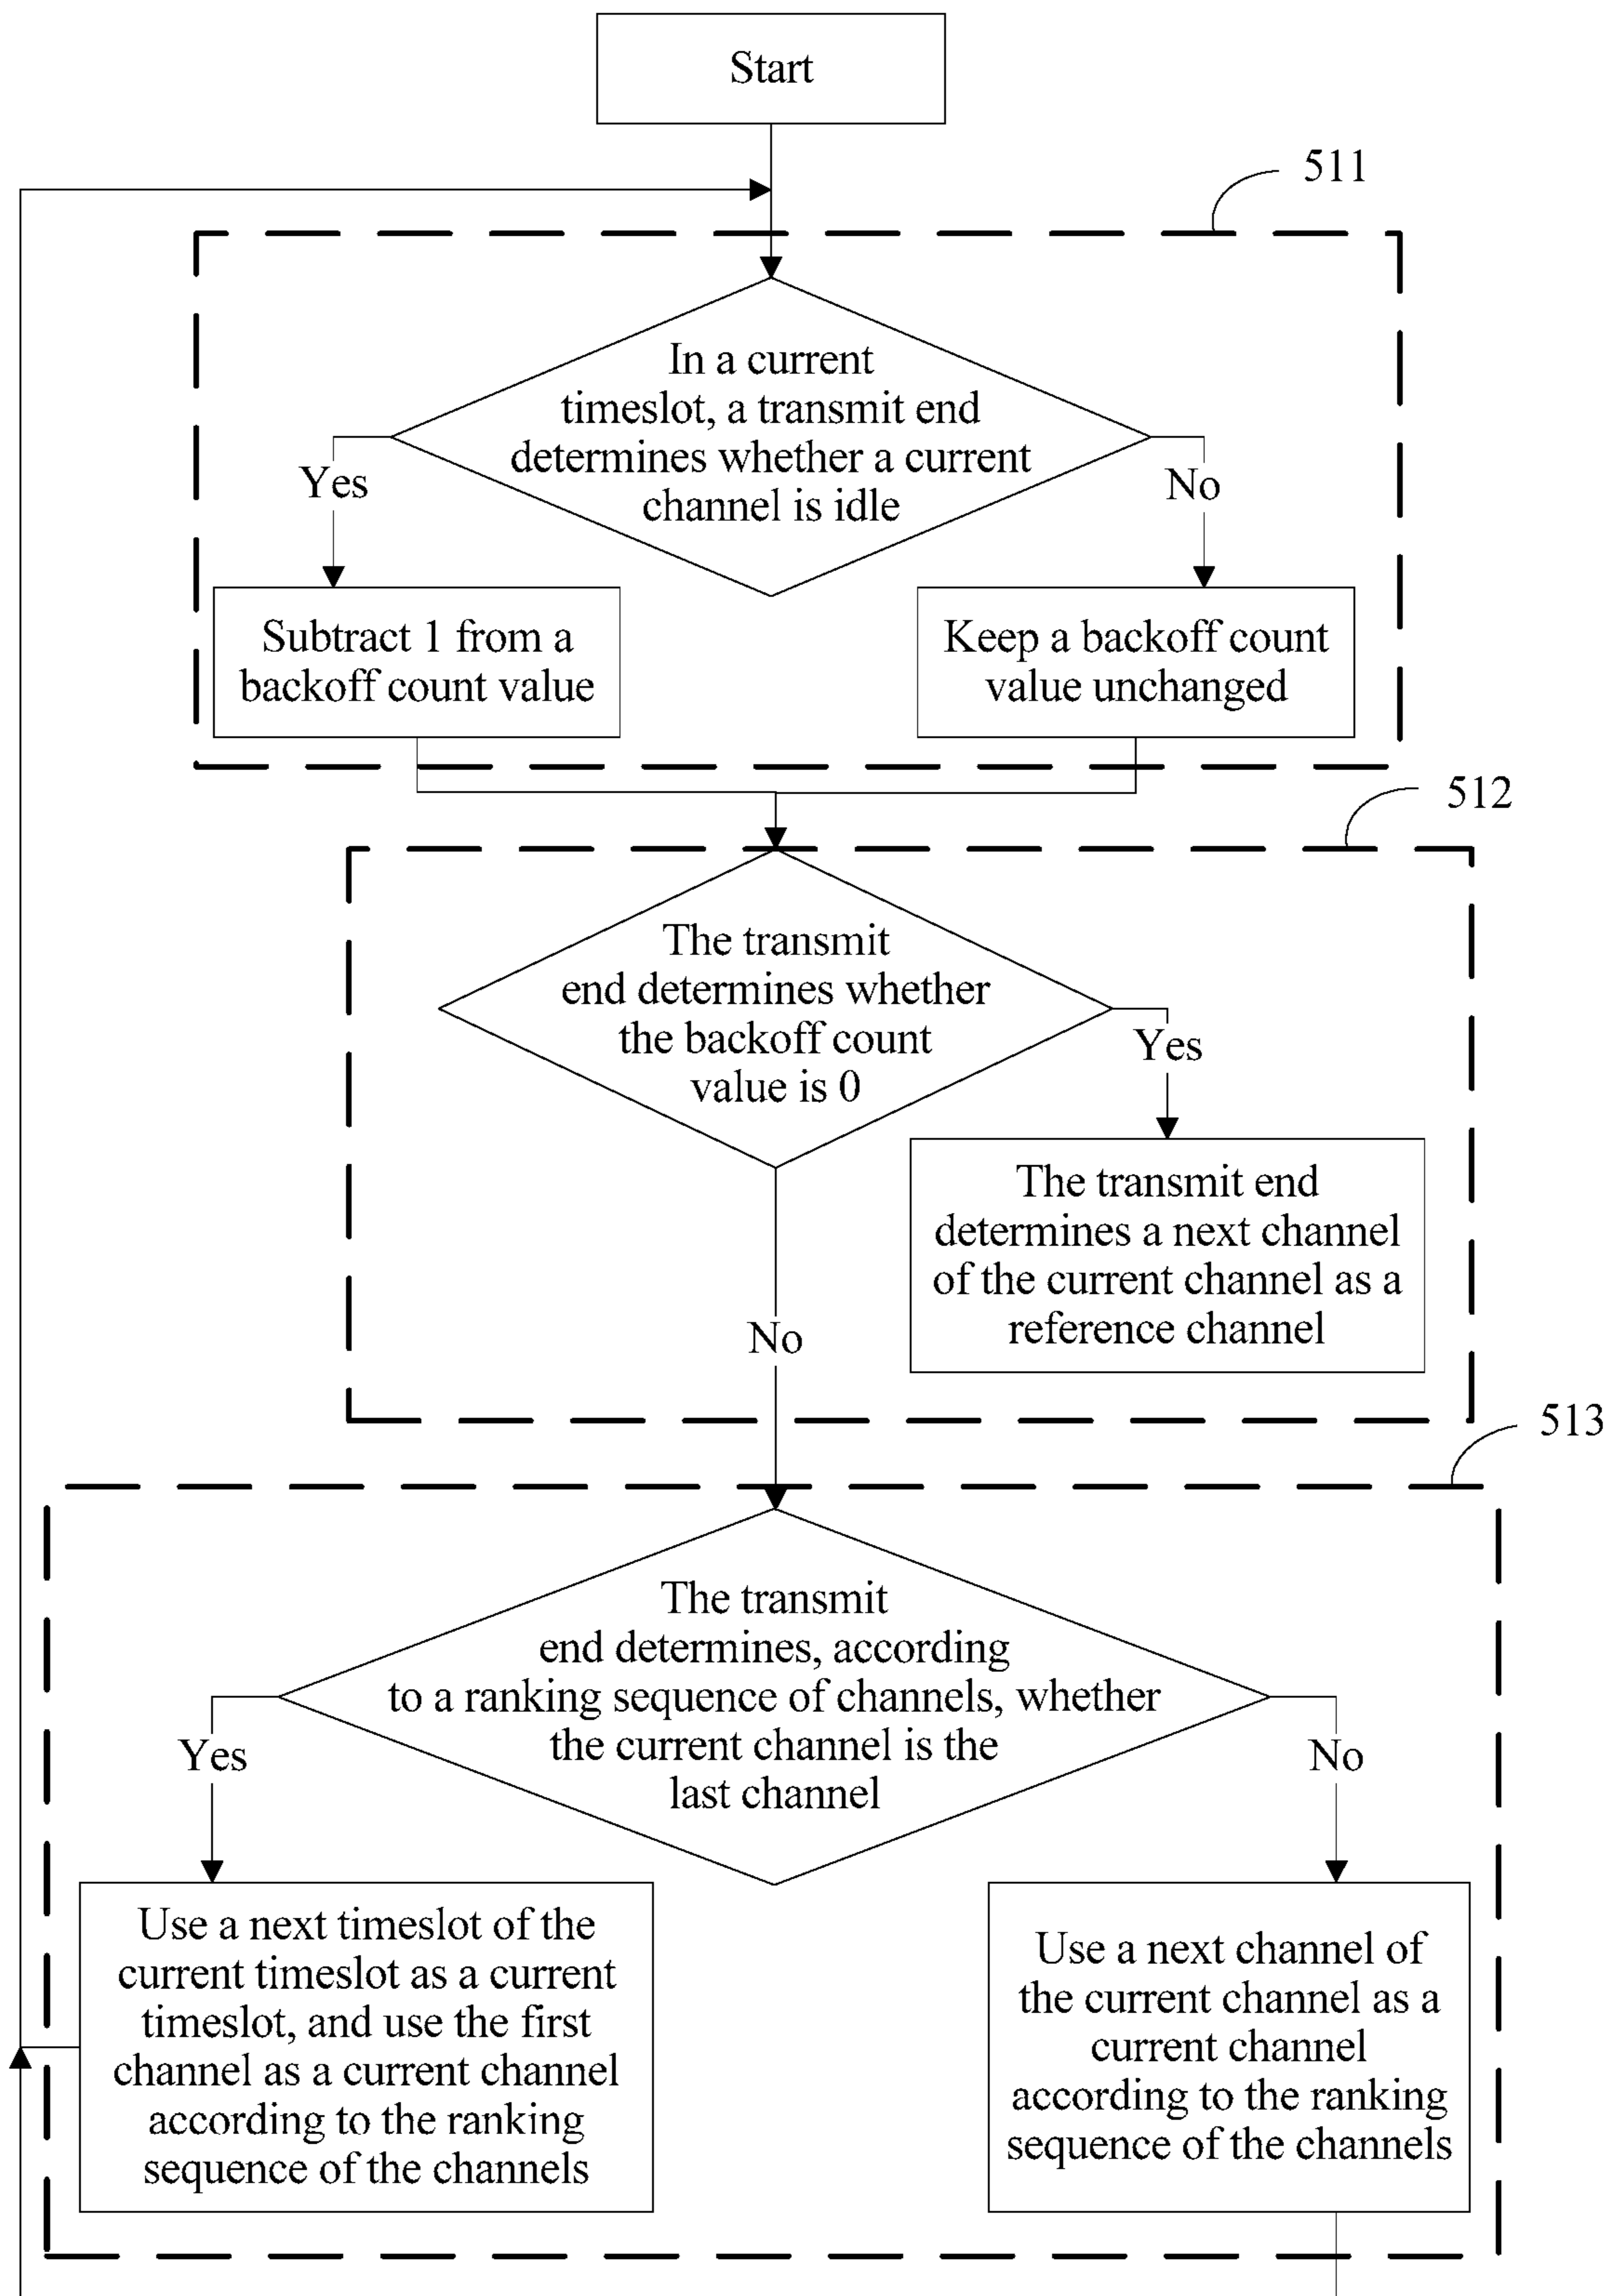 Start
511
In a current
timeslot, a transmit end
determines whether a current
channel is idle
Yes
No
Subtract 1 from a
backoff count value
Keep a backoff count
value unchanged
512
The transmit
end determines whether
the backoff count
value is 0
Yes
The transmit end
determines a next channel
of the current channel as a
reference channel
No
513
The transmit
end determines, according
to a ranking sequence of channels, whether
the current channel is the
last channel
Yes
No
Use a next timeslot of the
current timeslot as a current
timeslot, and use the first
channel as a current channel
according to the ranking
sequence of the channels
Use a next channel of
the current channel as a
current channel
according to the ranking
sequence of the channels